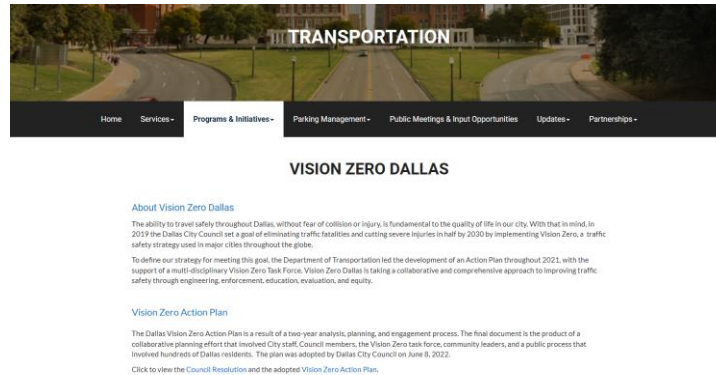 TRANSPORTATION
Home Services Programs & Initiatives Parking Management Public Meetings & Input Opportunities Updates Partnerships
VISION ZERO DALLAS
About Vision Zero Dallas
The ability to travel safely throughout Dallas, without fear of collision or injury, is fundamental to the quality of life in our city. With that in mind, in
2019 the Dallas City Council set a goal of eliminating traffic fatalities and cutting severe injuries in half by 2030 by implementing Vision Zero, a traffic
safety strategy used in major cities throughout the globe.
To define our strategy for meeting this goal, the Department of Transportation led the development of an Action Plan throughout 2021, with the
support of a multi-disciplinary Vision Zero Task Force. Vision Zero Dallas is taking a collaborative and comprehensive approach to improving traffic
safety through engineering, enforcement, education, evaluation, and equity.
Vision Zero Action Plan
The Dallas Vision Zero Action Plan is a result of a two-year analysis, planning, and engagement process. The final document is the product of a
collaborative planning effort that involved City staff, Council members, the Vision Zero task force, community leaders, and a public process that
involved hundreds of Dallas residents. The plan was adopted by Dallas City Council on June 8, 2022.
Click to view the Council Resolution and the adopted Vision Zero Action Plan.